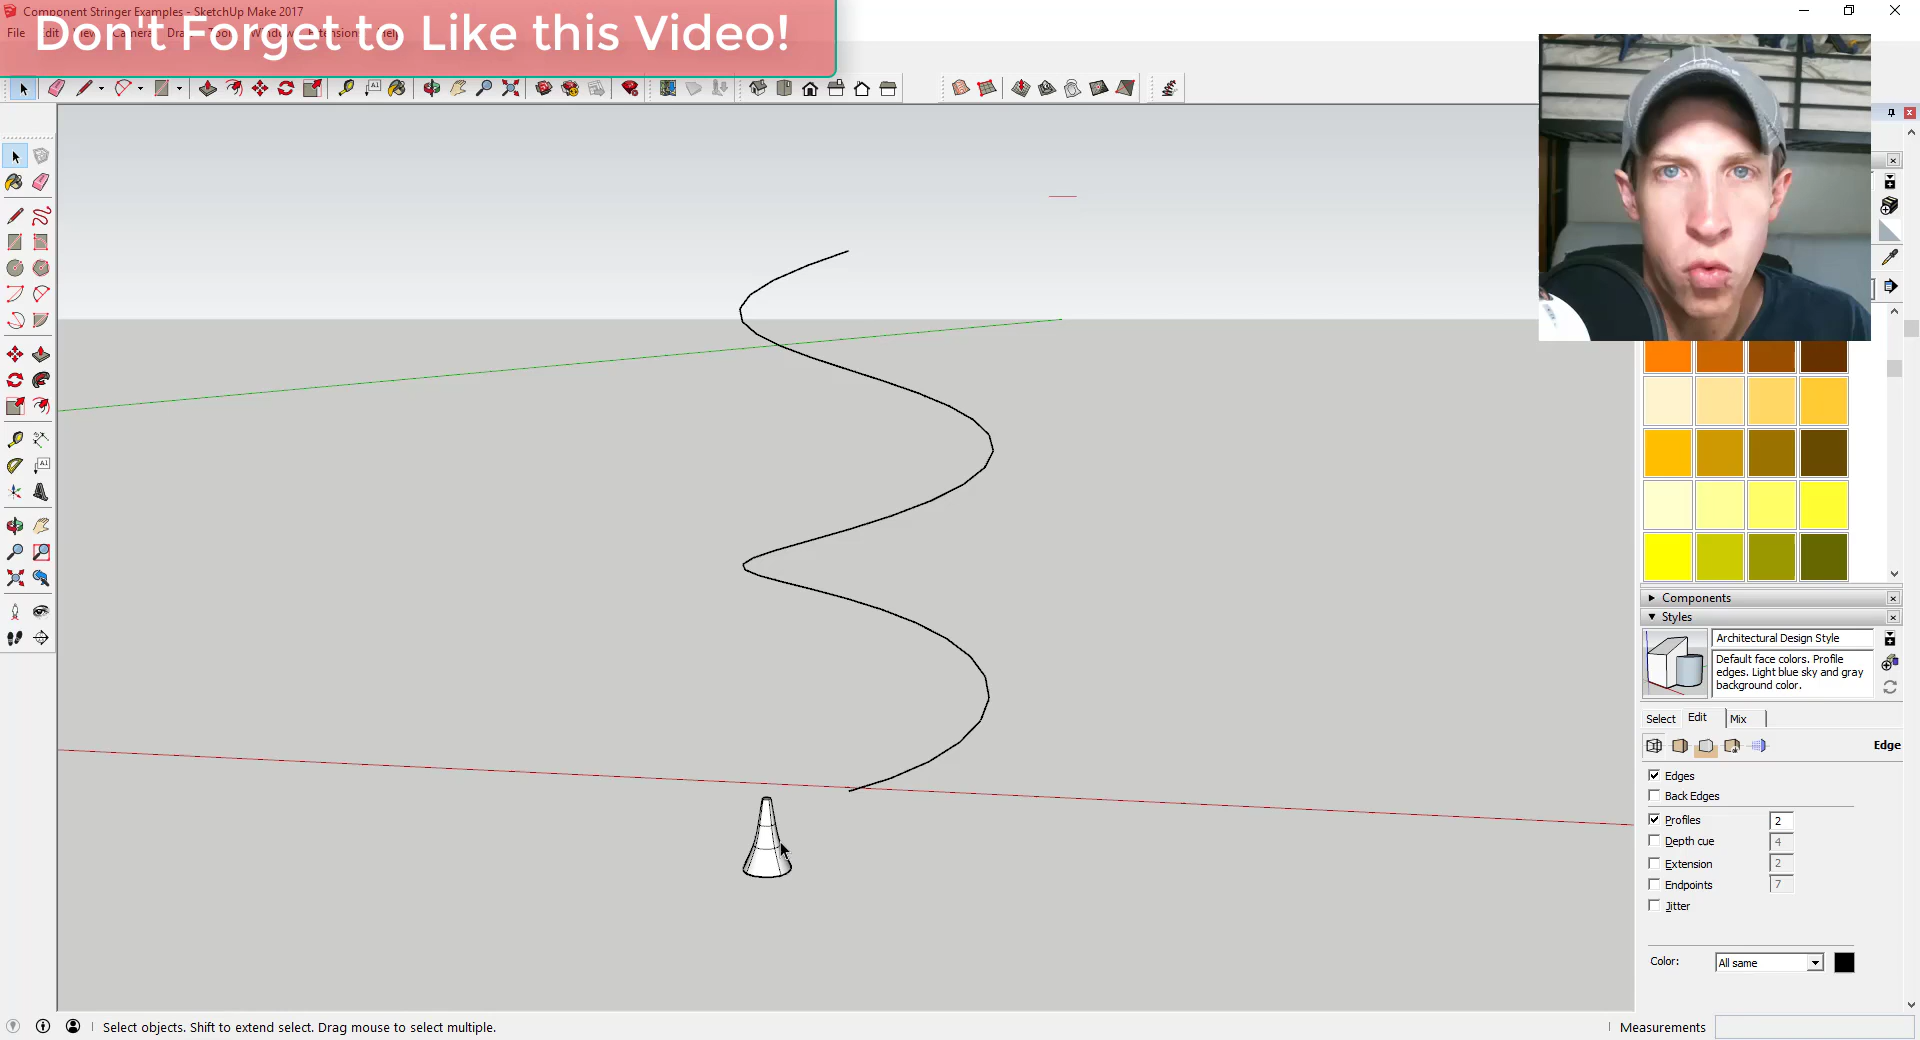 Component Stringer Examples - SketchUp Make 2017
Don't Forget to Like this Video!
File
Components
Styles
Architectural Design Style
Default face colors. Profile
edges. Light blue sky and gray
background color.
Select Edit Mix
Edge
Edges
Back Edges
Profiles 2
Depth cue 4
Extension 2
Endpoints 7
Jitter
Color: All same
Select objects. Shift to extend select. Drag mouse to select multiple.
Measurements